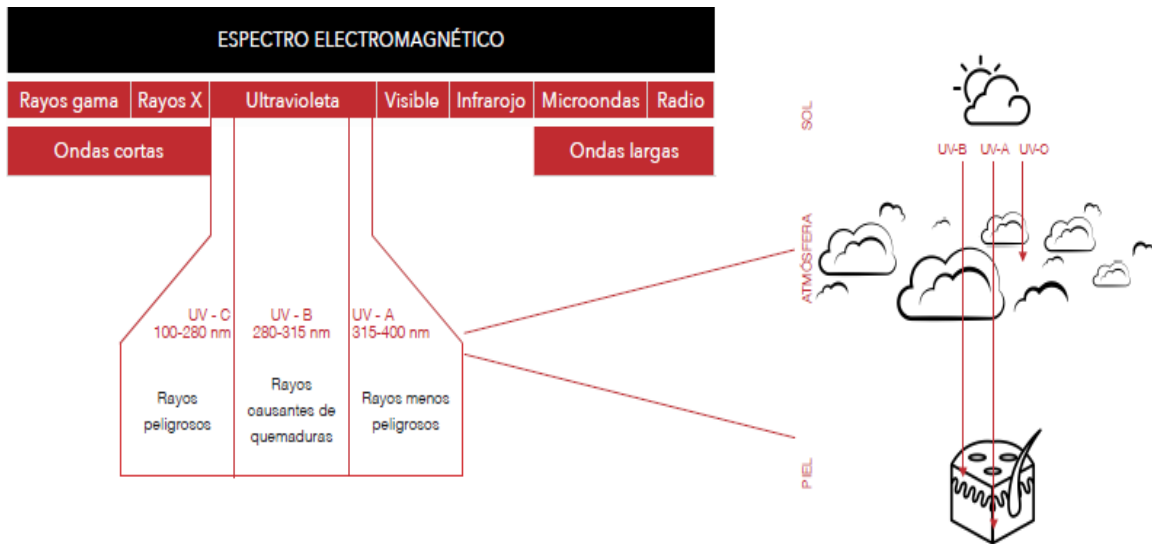 ESPECTRO ELECTROMAGNÉTICO
Rayos gama
Rayos X
Ultravioleta
Visible
Infrarojo
Microondas
Radio
Ondas cortas
Ondas largas
UV - C
100-280 nm
UV - B
280-315 nm
UV - A
315-400 nm
Rayos
peligrosos
Rayos
causantes de
quemaduras
Rayos menos
peligrosos
SOL
UV-B
UV-A
UV-C
ATMÓSFERA
PIEL